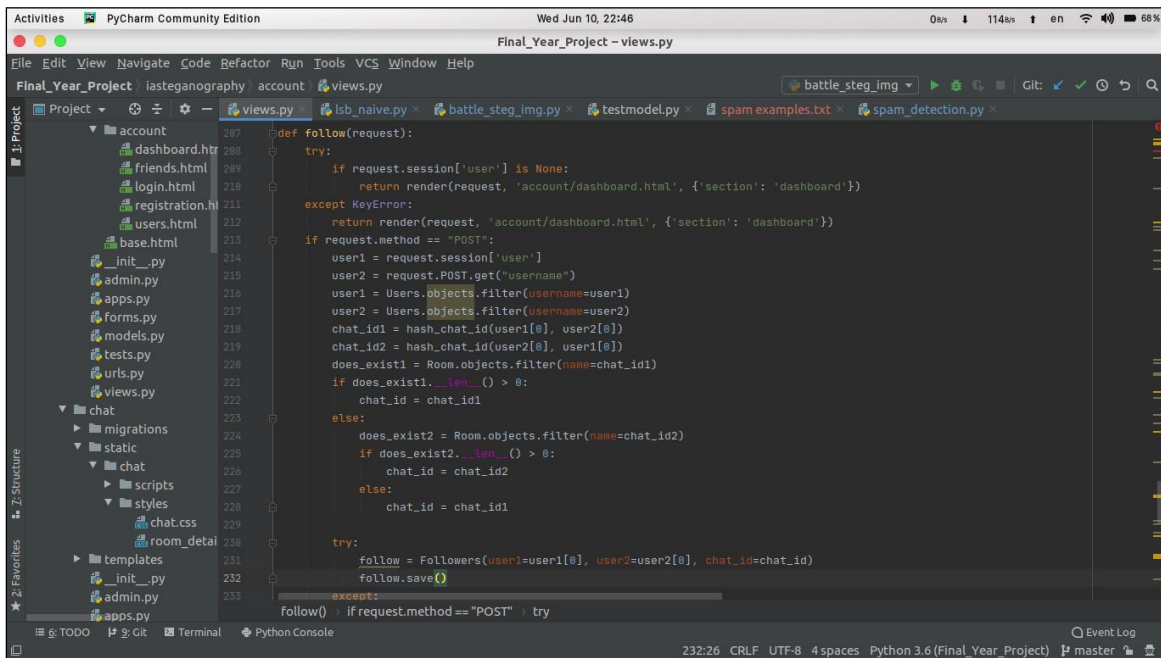 Activities PyCharm Community Edition Wed Jun 10, 22:46 0B/s 114B/s en 68%
Final_Year_Project – views.py
File Edit View Navigate Code Refactor Run Tools VCS Window Help
Final_Year_Project iasteganography account views.py battle_steg_img Git:
Project views.py lsb_naive.py battle_steg_img.py testmodel.py spam examples.txt spam_detection.py
1: Project
7: Structure
2: Favorites
account
dashboard.htr
friends.html
login.html
registration.ht
users.html
base.html
__init__.py
admin.py
apps.py
forms.py
models.py
tests.py
urls.py
views.py
chat
migrations
static
chat
scripts
styles
chat.css
room_detai
templates
__init__.py
admin.py
apps.py
207 def follow(request):
208 try:
209 if request.session['user'] is None:
210 return render(request, 'account/dashboard.html', {'section': 'dashboard'})
211 except KeyError:
212 return render(request, 'account/dashboard.html', {'section': 'dashboard'})
213 if request.method == "POST":
214 user1 = request.session['user']
215 user2 = request.POST.get("username")
216 user1 = Users.objects.filter(username=user1)
217 user2 = Users.objects.filter(username=user2)
218 chat_id1 = hash_chat_id(user1[0], user2[0])
219 chat_id2 = hash_chat_id(user2[0], user1[0])
220 does_exist1 = Room.objects.filter(name=chat_id1)
221 if does_exist1.__len__() > 0:
222 chat_id = chat_id1
223 else:
224 does_exist2 = Room.objects.filter(name=chat_id2)
225 if does_exist2.__len__() > 0:
226 chat_id = chat_id2
227 else:
228 chat_id = chat_id1
229
230 try:
231 follow = Followers(user1=user1[0], user2=user2[0], chat_id=chat_id)
232 follow.save()
233 except:
follow() if request.method == "POST" try
6: TODO 9: Git Terminal Python Console Event Log
232:26 CRLF UTF-8 4 spaces Python 3.6 (Final_Year_Project) master